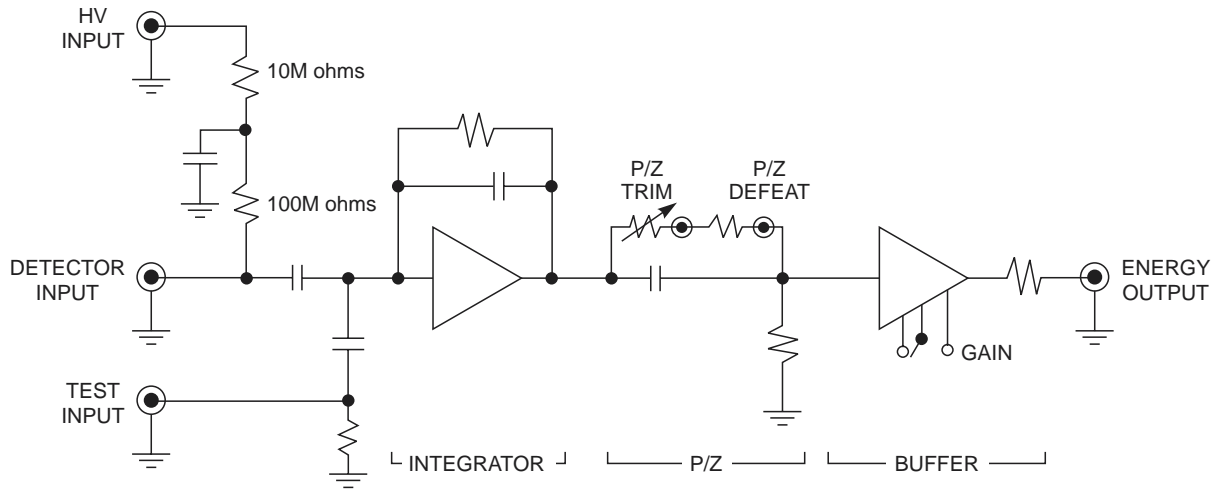 HV
INPUT
10M ohms
100M ohms
P/Z
TRIM
P/Z
DEFEAT
DETECTOR
INPUT
ENERGY
OUTPUT
GAIN
TEST
INPUT
INTEGRATOR
P/Z
BUFFER